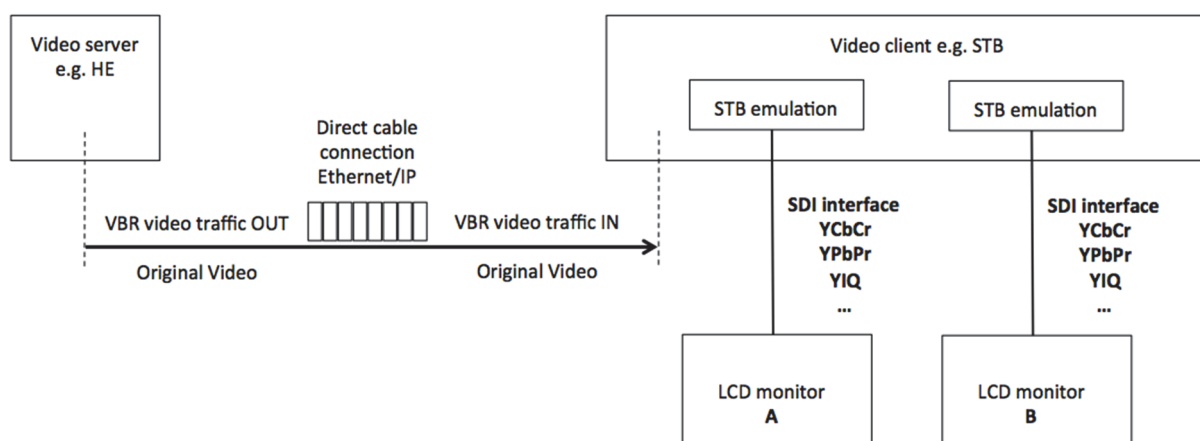 Video server
e.g. HE
Direct cable
connection
Ethernet/IP
VBR video traffic OUT
VBR video traffic IN
Original Video
Original Video
Video client e.g. STB
STB emulation
STB emulation
SDI interface
YCbCr
YPbPr
YIQ
...
SDI interface
YCbCr
YPbPr
YIQ
...
LCD monitor
A
LCD monitor
B